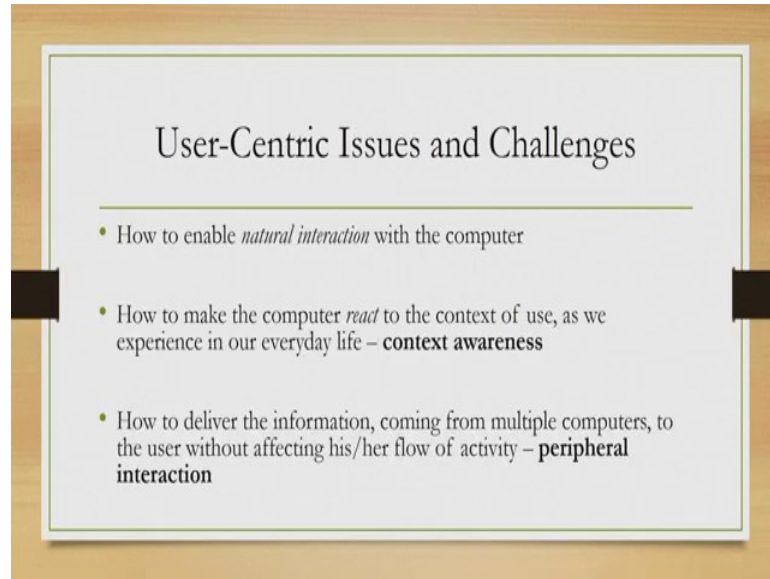 User-Centric Issues and Challenges
• How to enable natural interaction with the computer
• How to make the computer react to the context of use, as we
experience in our everyday life – context awareness
• How to deliver the information, coming from multiple computers, to
the user without affecting his/her flow of activity – peripheral
interaction